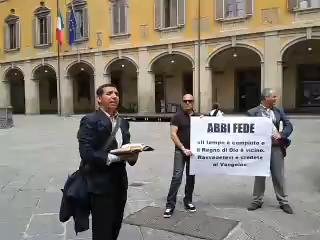 ABBI FEDE
«Il tempo è compiuto e
il Regno di Dio è vicino.
Ravvedetevi e credete
al Vangelo»